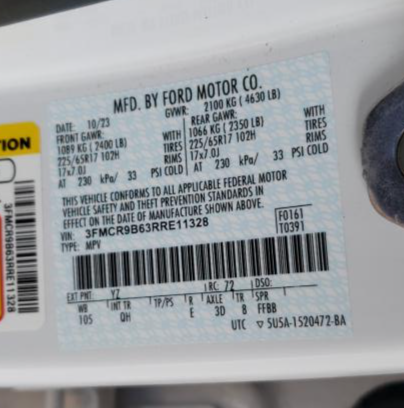 MFD. BY FORD MOTOR CO.
DATE: 10/23 GVWR: 2100 KG ( 4630 LB)
FRONT GAWR: REAR GAWR:
1089 KG ( 2400 LB) WITH 1066 KG ( 2350 LB) WITH
225/65R17 102H TIRES 225/65R17 102H TIRES
17x7.0J RIMS 17x7.0J RIMS
AT 230 kPa/ 33 PSI COLD AT 230 kPa/ 33 PSI COLD
THIS VEHICLE CONFORMS TO ALL APPLICABLE FEDERAL MOTOR
VEHICLE SAFETY AND THEFT PREVENTION STANDARDS IN
EFFECT ON THE DATE OF MANUFACTURE SHOWN ABOVE.
VIN: 3FMCR9B63RRE11328 F0161
TYPE: MPV T0391
EXT PNT: YZ RC: 72 DSO:
WB INT TR TP/PS R AXLE TR SPR
105 QH E 3D 8 FFBB
UTC ▽ 5U5A-1520472-BA
TION
3FMCR9B63RRE11328